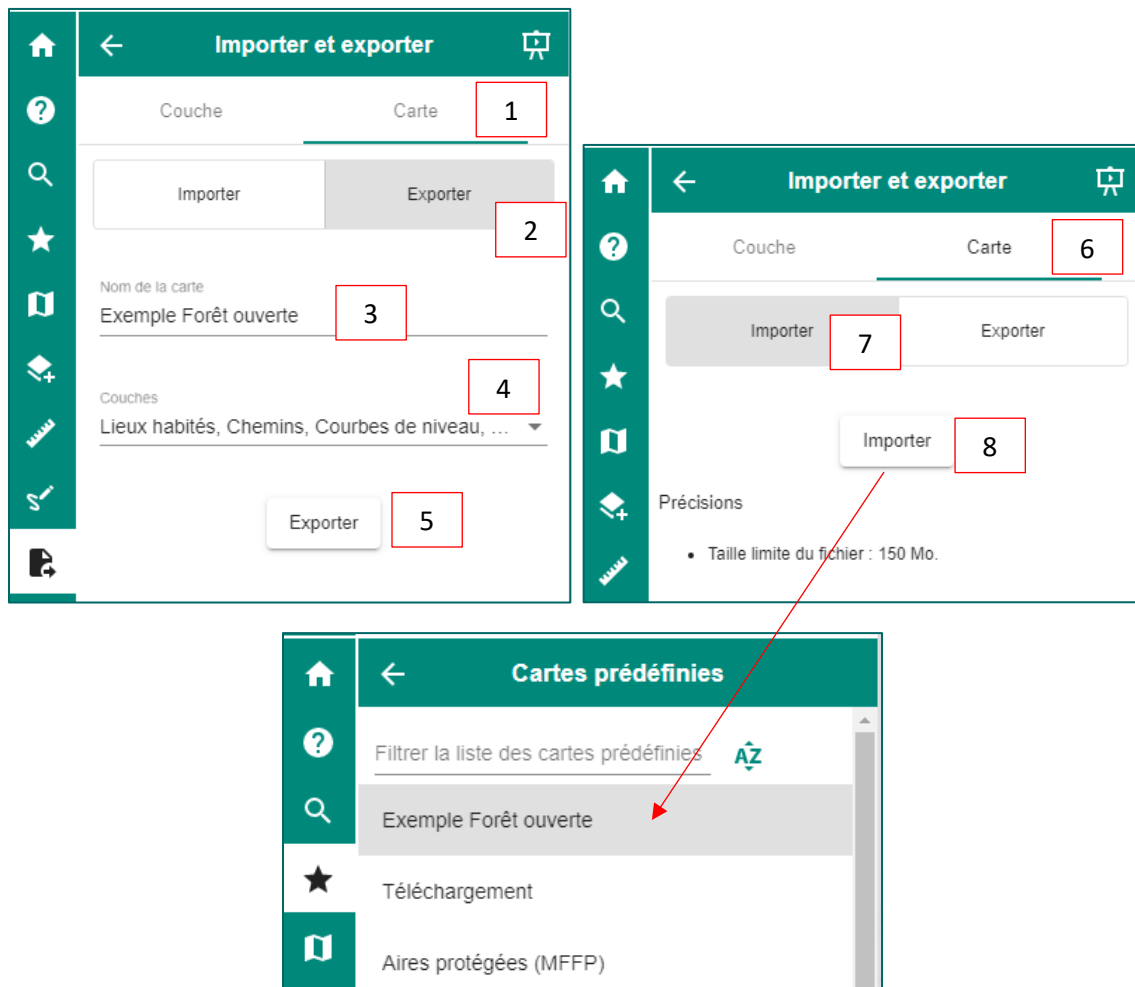 Importer et exporter
Couche Carte 1
Importer Exporter
2
Nom de la carte
Exemple Forêt ouverte 3
4
Couches
Lieux habités, Chemins, Courbes de niveau, ...
Exporter 5
Importer et exporter
Couche Carte 6
Importer 7 Exporter
Importer 8
Précisions
• Taille limite du fichier : 150 Mo.
Cartes prédéfinies
Filtrer la liste des cartes prédéfinies AZ
Exemple Forêt ouverte
Téléchargement
Aires protégées (MFFP)